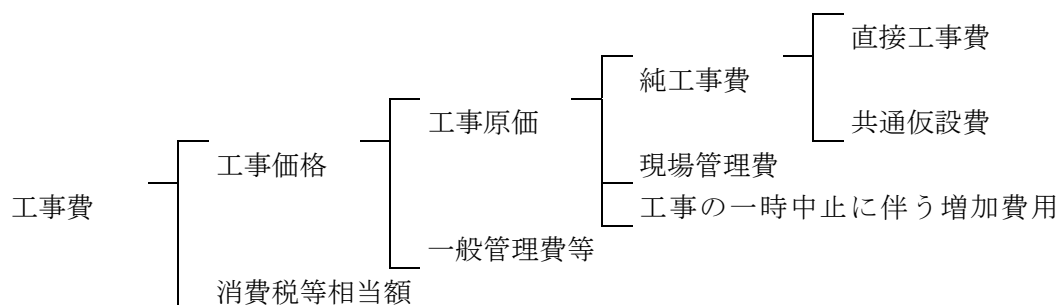 直接工事費
純工事費
共通仮設費
工事原価
現場管理費
工事価格
工事の一時中止に伴う増加費用
工事費
一般管理費等
消費税等相当額